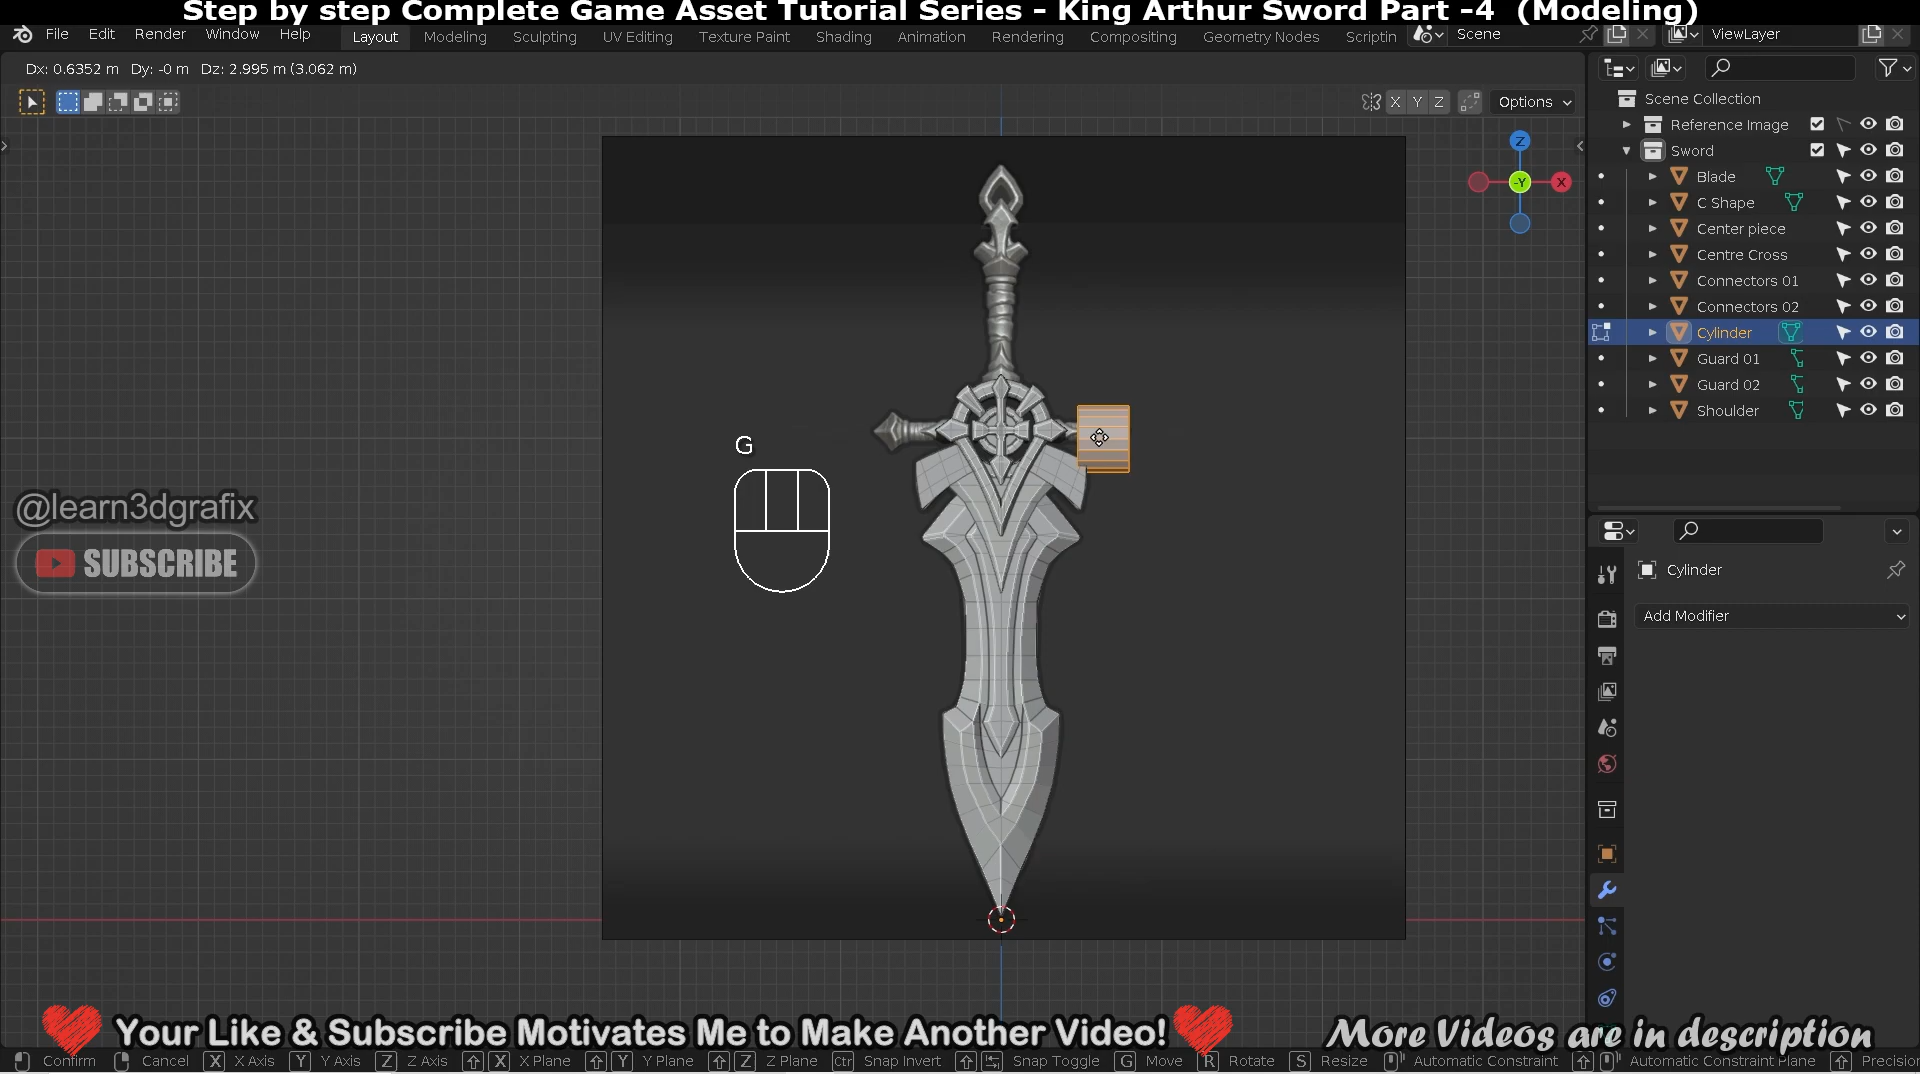 Step by step Complete Game Asset Tutorial Series - King Arthur Sword Part -4 (Modeling)
File Edit Render Window Help Layout Modeling Sculpting UV Editing Texture Paint Shading Animation Rendering Compositing Geometry Nodes Scriptin Scene ViewLayer
Dx: 0.6352 m Dy: -0 m Dz: 2.995 m (3.062 m)
X Y Z Options
Scene Collection
Reference Image
Sword
Blade
C Shape
Center piece
Centre Cross
Connectors 01
Connectors 02
Cylinder
Guard 01
Guard 02
Shoulder
Z
-Y
X
G
@learn3dgrafix
SUBSCRIBE
Cylinder
Add Modifier
Your Like & Subscribe Motivates Me to Make Another Video!
More Videos are in description
Confirm Cancel X X Axis Y Y Axis Z Z Axis X X Plane Y Y Plane Z Z Plane Ctrl Snap Invert Snap Toggle G Move R Rotate S Resize Automatic Constraint Automatic Constraint Plane Precision